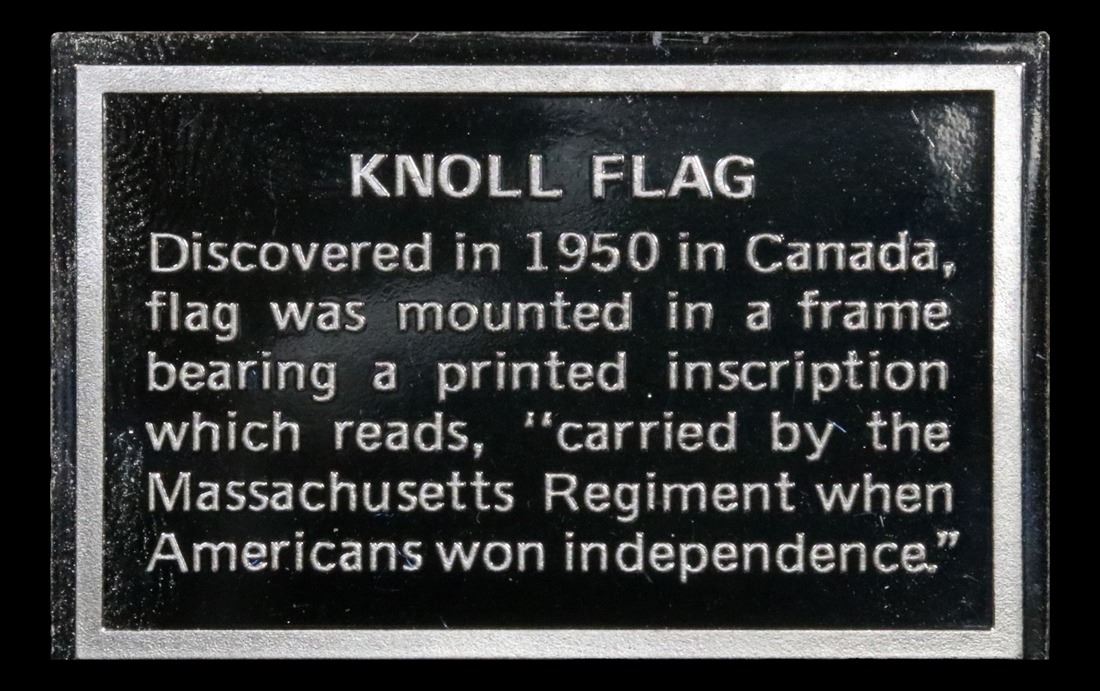 KNOLL FLAG
Discovered in 1950 in Canada,
flag was mounted in a frame
bearing a printed inscription
which reads, “carried by the
Massachusetts Regiment when
Americans won independence.”